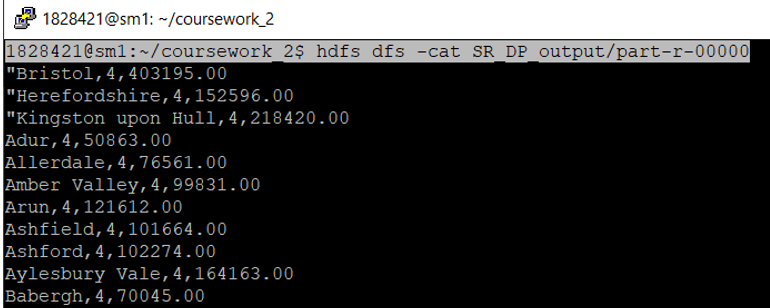 1828421@sm1: ~/coursework_2
1828421@sm1:~/coursework_2$ hdfs dfs -cat SR_DP_output/part-r-00000
"Bristol,4,403195.00
"Herefordshire,4,152596.00
"Kingston upon Hull,4,218420.00
Adur,4,50863.00
Allerdale,4,76561.00
Amber Valley,4,99831.00
Arun,4,121612.00
Ashfield,4,101664.00
Ashford,4,102274.00
Aylesbury Vale,4,164163.00
Babergh,4,70045.00